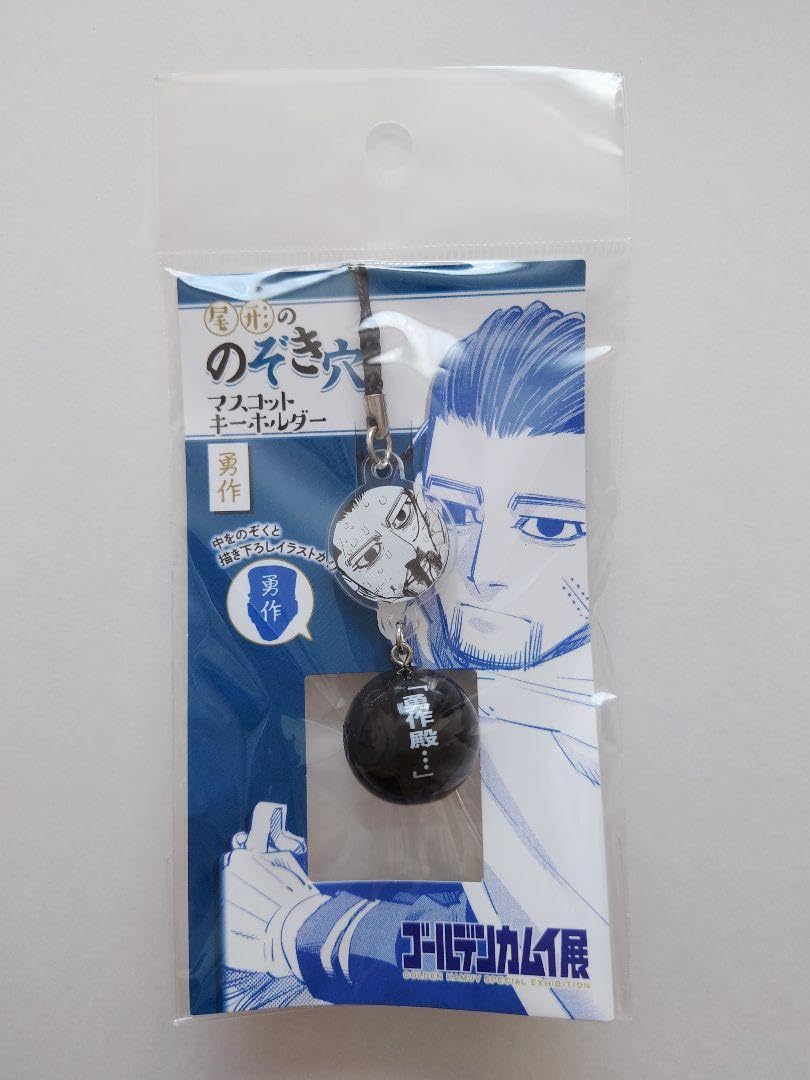 尾形の
のぞき穴
マスコット
キーホルダー
勇作
中をのぞくと
描き下ろしイラストが!
勇作
「勇作殿…」
ゴールデンカムイ展
GOLDEN KAMUY SPECIAL EXHIBITION